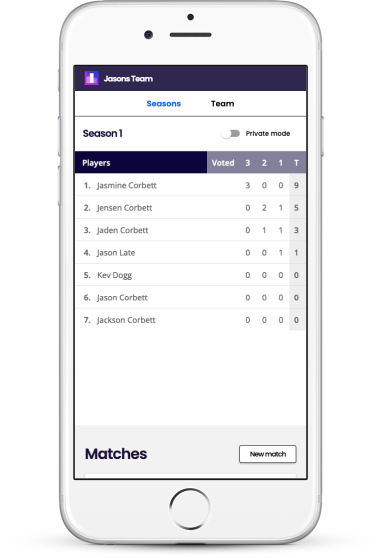 Jasons Team
Seasons Team
Season 1 Private mode
Players Voted 3 2 1 T
1. Jasmine Corbett 3 0 0 9
2. Jensen Corbett 0 2 1 5
3. Jaden Corbett 0 1 1 3
4. Jason Late 0 0 1 1
5. Kev Dogg 0 0 0 0
6. Jason Corbett 0 0 0 0
7. Jackson Corbett 0 0 0 0
Matches New match